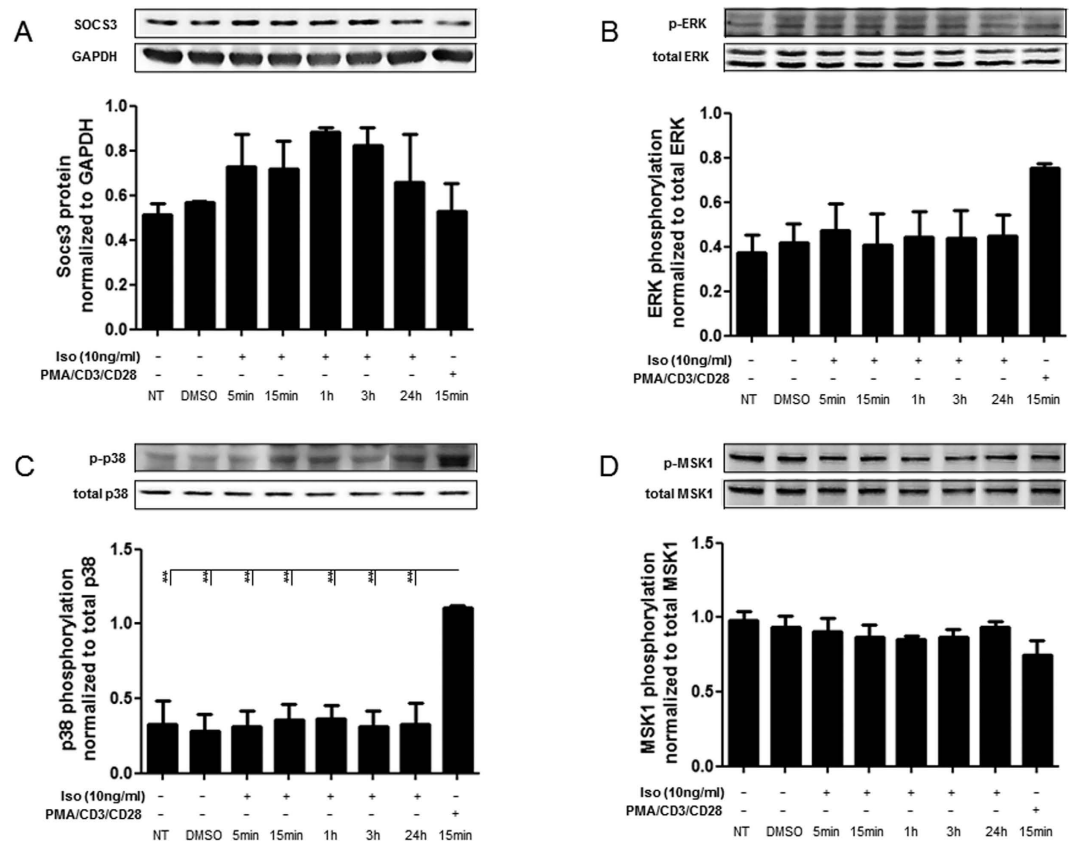 A
SOCS3
GAPDH
Socs3 protein
normalized to GAPDH
1.0
0.8
0.6
0.4
0.2
0.0
Iso (10ng/ml) - - + + + + + -
PMA/CD3/CD28 - - - - - - - +
NT DMSO 5min 15min 1h 3h 24h 15min
B
p-ERK
total ERK
ERK phosphorylation
normalized to total ERK
1.0
0.8
0.6
0.4
0.2
0.0
Iso (10ng/ml) - - + + + + + -
PMA/CD3/CD28 - - - - - - - +
NT DMSO 5min 15min 1h 3h 24h 15min
C
p-p38
total p38
p38 phosphorylation
normalized to total p38
1.5
1.0
0.5
0.0
** ** ** ** ** ** **
Iso (10ng/ml) - - + + + + + -
PMA/CD3/CD28 - - - - - - - +
NT DMSO 5min 15min 1h 3h 24h 15min
D
p-MSK1
total MSK1
MSK1 phosphorylation
normalized to total MSK1
1.5
1.0
0.5
0.0
Iso (10ng/ml) - - + + + + + -
PMA/CD3/CD28 - - - - - - - +
NT DMSO 5min 15min 1h 3h 24h 15min